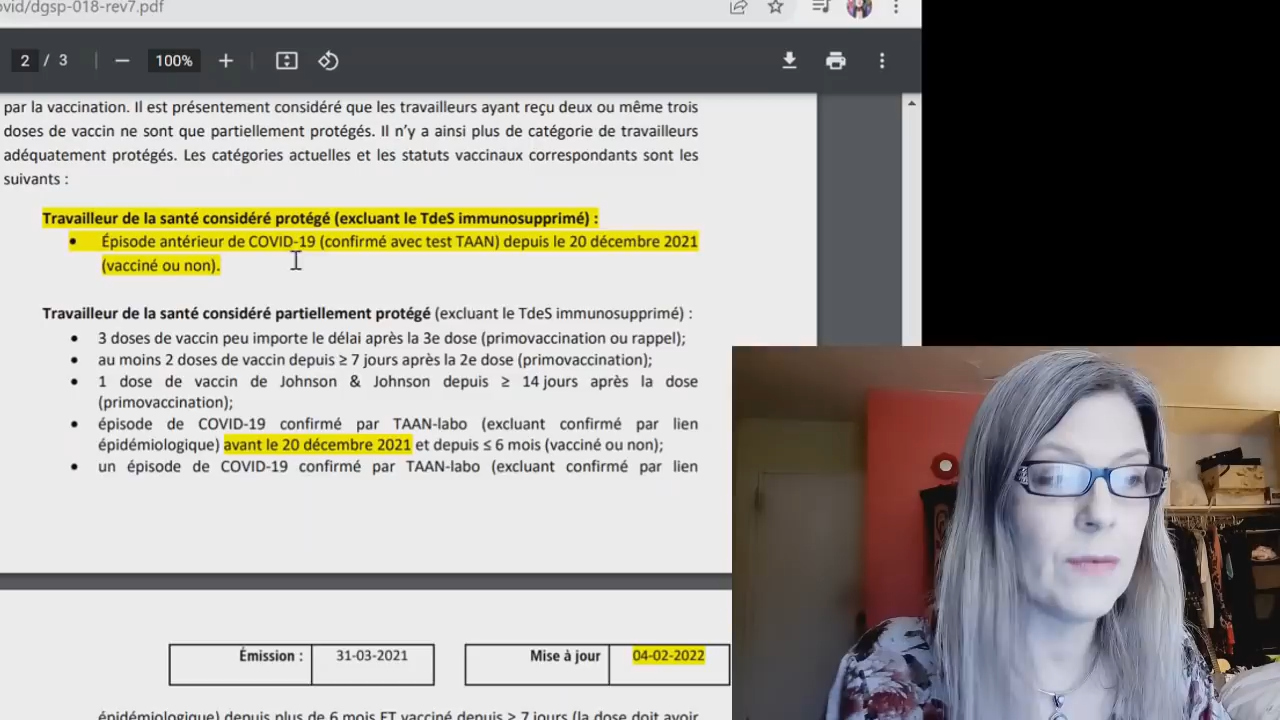 ovid/dgsp-018-rev7.pdf
2 / 3 100%
par la vaccination. Il est présentement considéré que les travailleurs ayant reçu deux ou même trois
doses de vaccin ne sont que partiellement protégés. Il n'y a ainsi plus de catégorie de travailleurs
adéquatement protégés. Les catégories actuelles et les statuts vaccinaux correspondants sont les
suivants :
Travailleur de la santé considéré protégé (excluant le TdeS immunosupprimé) :
• Épisode antérieur de COVID-19 (confirmé avec test TAAN) depuis le 20 décembre 2021
(vacciné ou non).
Travailleur de la santé considéré partiellement protégé (excluant le TdeS immunosupprimé) :
• 3 doses de vaccin peu importe le délai après la 3e dose (primovaccination ou rappel);
• au moins 2 doses de vaccin depuis ≥ 7 jours après la 2e dose (primovaccination);
• 1 dose de vaccin de Johnson & Johnson depuis ≥ 14 jours après la dose
(primovaccination);
• épisode de COVID-19 confirmé par TAAN-labo (excluant confirmé par lien
épidémiologique) avant le 20 décembre 2021 et depuis ≤ 6 mois (vacciné ou non);
• un épisode de COVID-19 confirmé par TAAN-labo (excluant confirmé par lien
Émission : 31-03-2021 Mise à jour 04-02-2022
épidémiologique) depuis plus de 6 mois ET vacciné depuis ≥ 7 jours (la dose doit avoir